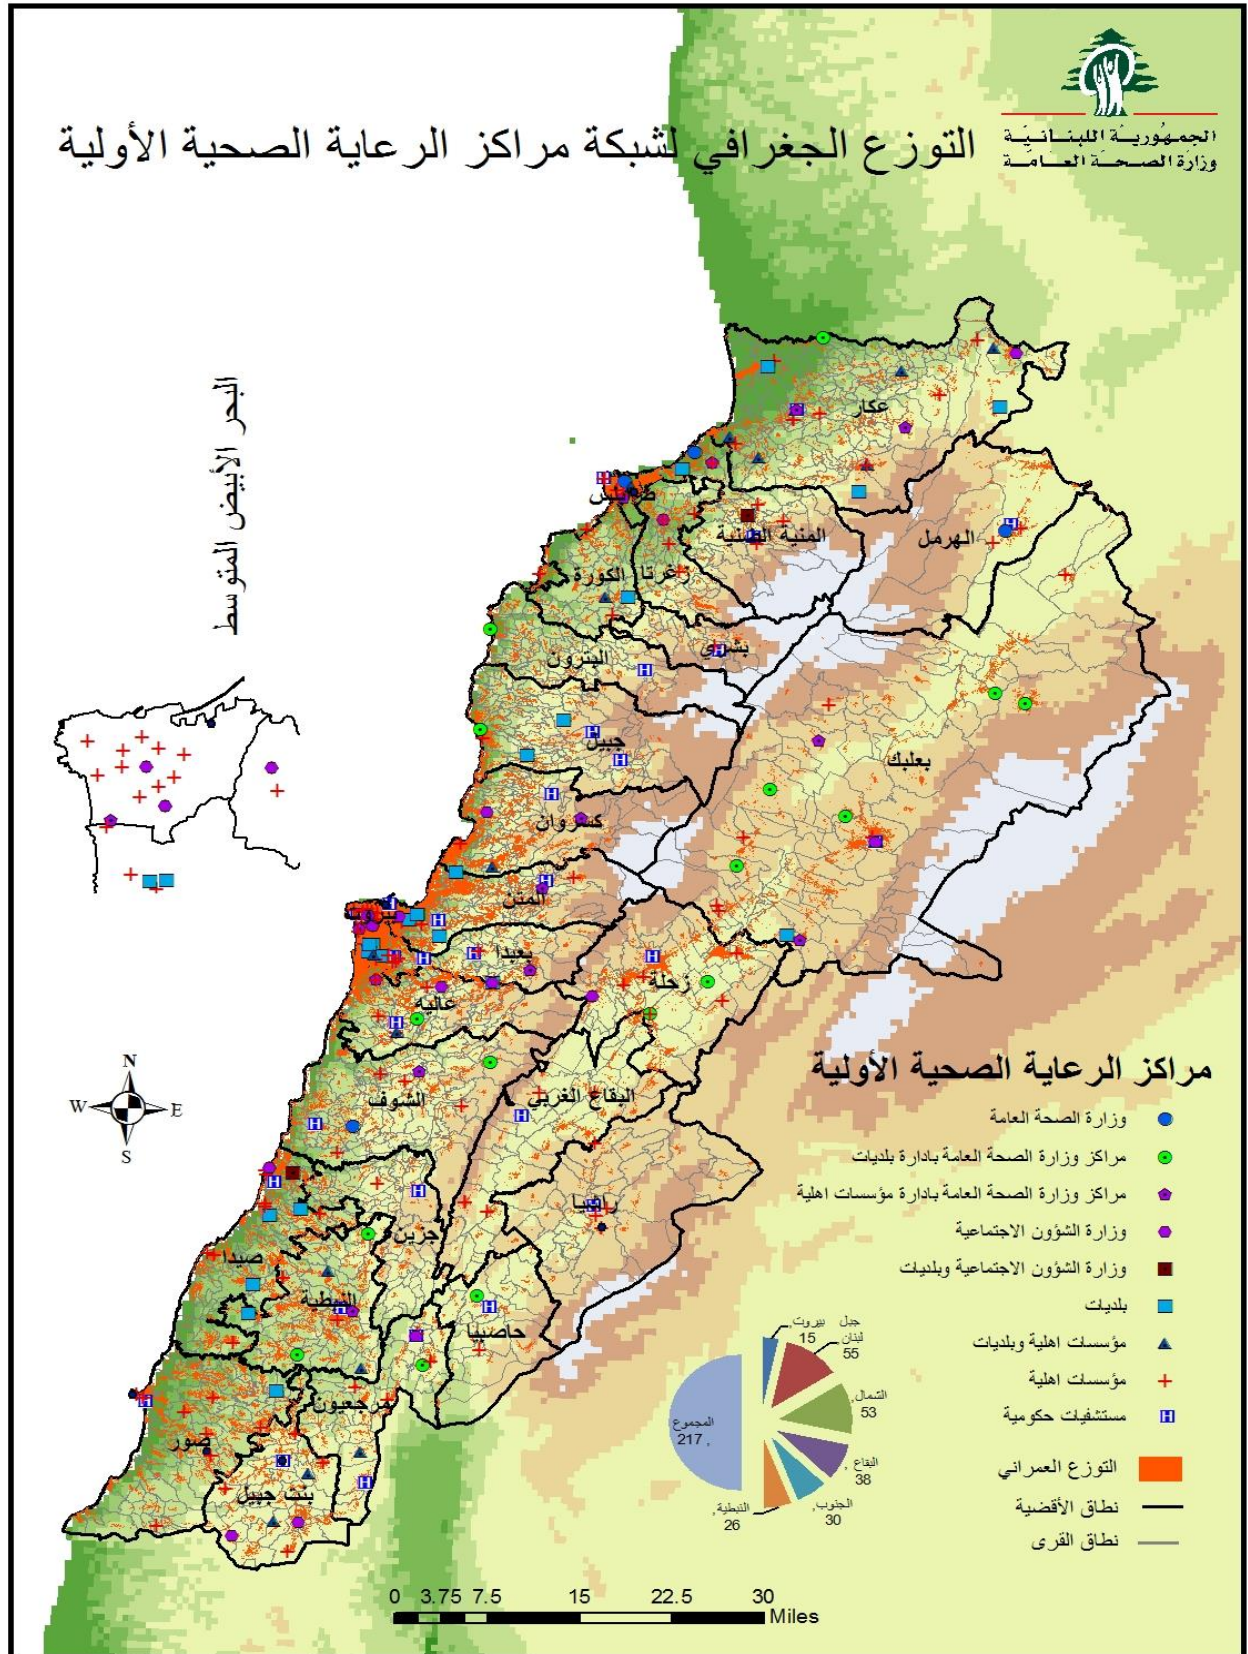 الجمهورية اللبنانية
وزارة الصحة العامة
التوزع الجغرافي لشبكة مراكز الرعاية الصحية الأولية
البحر الأبيض المتوسط
عكار
طرابلس
المنية الضنية
الهرمل
زغرتا
الكورة
بشري
البترون
جبيل
بعلبك
كسروان
المتن
بيروت
بعبدا
زحلة
عاليه
الشوف
البقاع الغربي
راشيا
جزين
صيدا
النبطية
حاصبيا
مرجعيون
صور
بنت جبيل
N
W
E
S
مراكز الرعاية الصحية الأولية
وزارة الصحة العامة
مراكز وزارة الصحة العامة بادارة بلديات
مراكز وزارة الصحة العامة بادارة مؤسسات اهلية
وزارة الشؤون الاجتماعية
وزارة الشؤون الاجتماعية وبلديات
بلديات
مؤسسات اهلية وبلديات
مؤسسات اهلية
مستشفيات حكومية
التوزع العمراني
نطاق الأقضية
نطاق القرى
بيروت,
15
جبل
لبنان
55
الشمال,
53
البقاع,
38
الجنوب,
30
النبطية,
26
المجموع
, 217
0 3.75 7.5 15 22.5 30
Miles